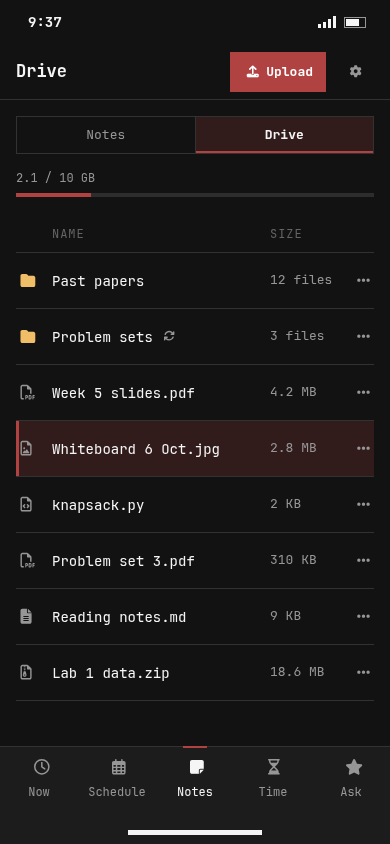 9:37
Drive
Upload
Notes
Drive
2.1 / 10 GB
NAME SIZE
Past papers 12 files
Problem sets 3 files
PDF Week 5 slides.pdf 4.2 MB
Whiteboard 6 Oct.jpg 2.8 MB
knapsack.py 2 KB
PDF Problem set 3.pdf 310 KB
Reading notes.md 9 KB
Lab 1 data.zip 18.6 MB
Now Schedule Notes Time Ask